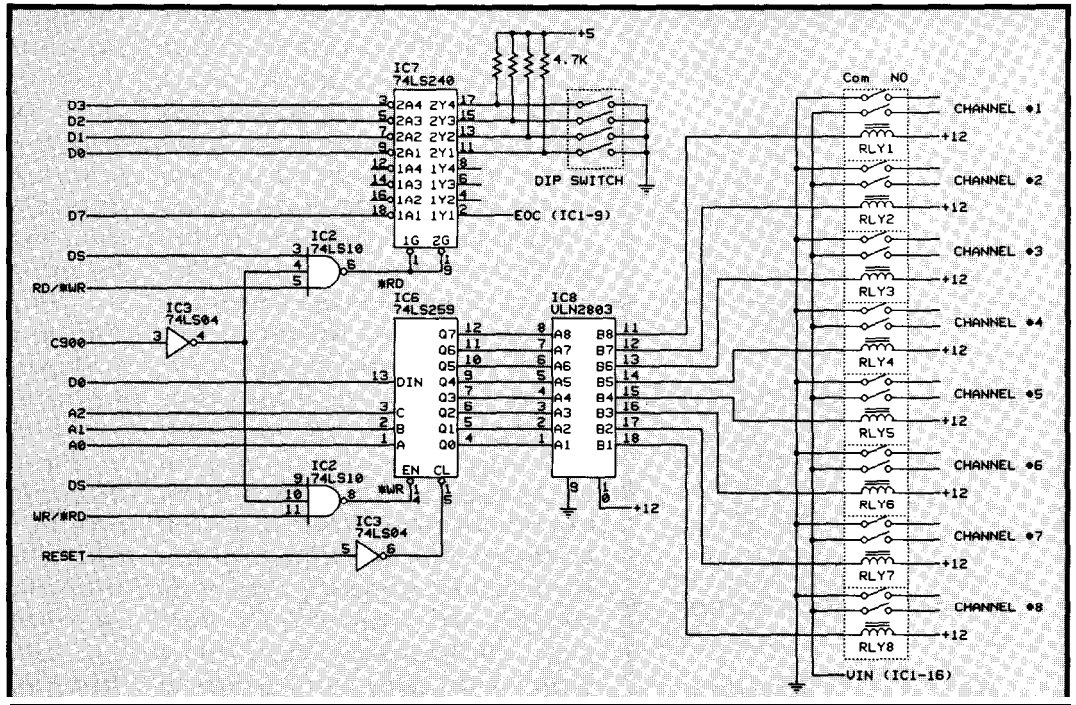 +5
4.7K
IC7
74LS240
D3 3 2A4 2Y4 17
D2 5 2A3 2Y3 15
D1 7 2A2 2Y2 13
D0 9 2A1 2Y1 11
12 1A4 1Y4 8
14 1A3 1Y3 6
16 1A2 1Y2 4
D7 18 1A1 1Y1 2 EOC (IC1-9)
1G 2G
1 19
DIP SWITCH
IC2
74LS10
DS 3
4 6
RD/*WR 5
*RD
IC3
74LS04
C900 3 4
IC6
74LS259
Q7 12
Q6 11
Q5 10
D0 13 DIN Q4 9
Q3 7
A2 3 C Q2 6
A1 2 B Q1 5
A0 1 A Q0 4
EN CL
14 15
IC8
ULN2803
8 A8 B8 11
7 A7 B7 12
6 A6 B6 13
5 A5 B5 14
4 A4 B4 15
3 A3 B3 16
2 A2 B2 17
1 A1 B1 18
9 10
+12
IC2
74LS10
DS 9
10 8
WR/*RD 11
*WR
IC3
74LS04
RESET 5 6
Com NO
CHANNEL #1
+12
RLY1
CHANNEL #2
+12
RLY2
CHANNEL #3
+12
RLY3
CHANNEL #4
+12
RLY4
CHANNEL #5
+12
RLY5
CHANNEL #6
+12
RLY6
CHANNEL #7
+12
RLY7
CHANNEL #8
+12
RLY8
VIN (IC1-16)